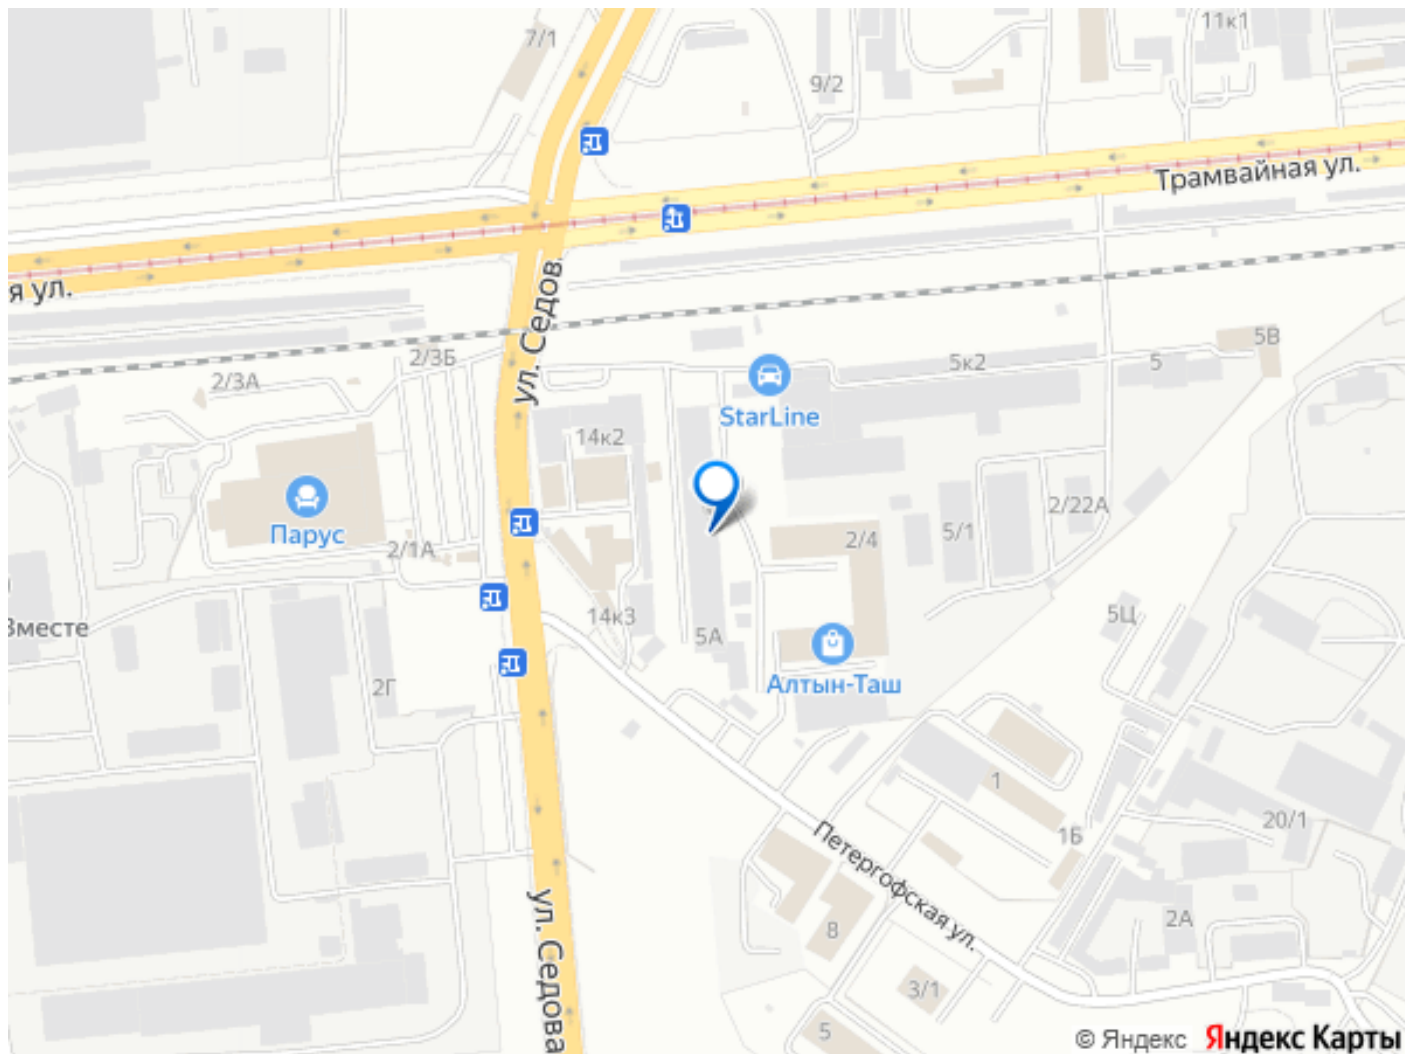 7/1
11к1
9/2
Трамвайная ул.
я ул.
ул. Седов
2/3Б
2/3А
5В
5к2
5
StarLine
14к2
2/22А
Парус
2/1А
2/4
5/1
14к3
5А
5Ц
Вместе
2Г
Алтын-Таш
1
20/1
1Б
Петергофская ул.
2А
8
ул. Седова
3/1
5
© Яндекс Яндекс Карты